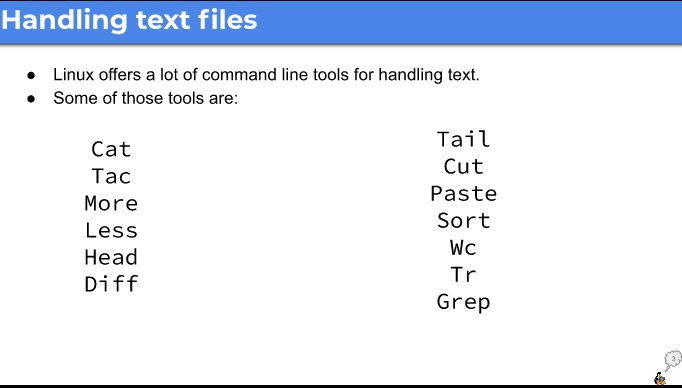 Handling text files
● Linux offers a lot of command line tools for handling text.
● Some of those tools are:
Cat
Tac
More
Less
Head
Diff
Tail
Cut
Paste
Sort
Wc
Tr
Grep
3